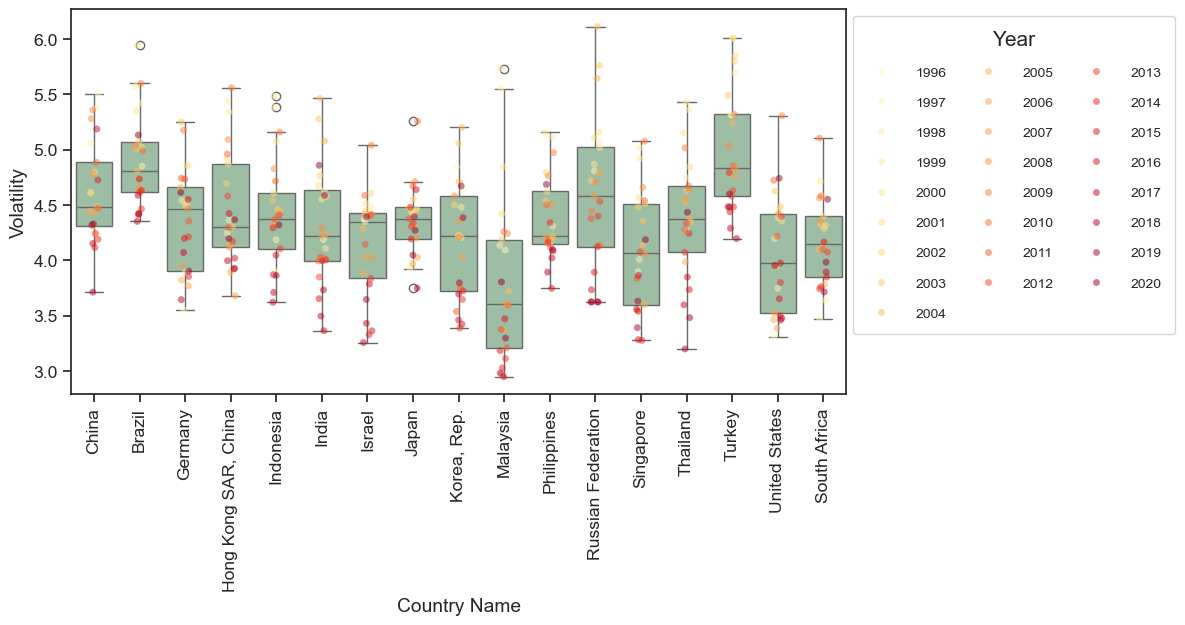 Volatility
6.0
5.5
5.0
4.5
4.0
3.5
3.0
China
Brazil
Germany
Hong Kong SAR, China
Indonesia
India
Israel
Japan
Korea, Rep.
Malaysia
Philippines
Russian Federation
Singapore
Thailand
Turkey
United States
South Africa
Country Name
Year
1996
1997
1998
1999
2000
2001
2002
2003
2004
2005
2006
2007
2008
2009
2010
2011
2012
2013
2014
2015
2016
2017
2018
2019
2020